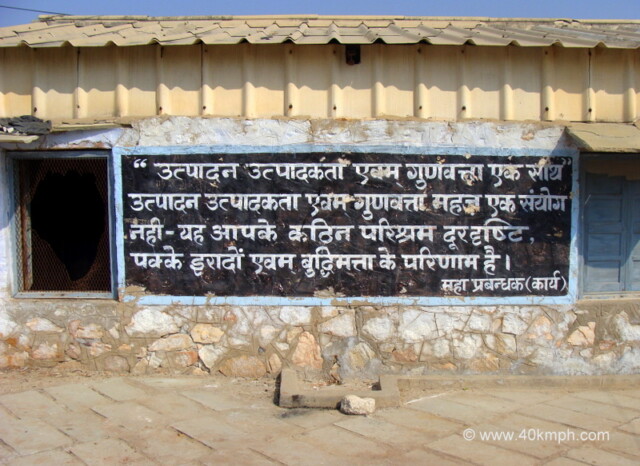 “ उत्पादन उत्पादकता एवम् गुणवत्ता एक साथ ”
उत्पादन उत्पादकता एवम गुणवत्ता महज एक संयोग
नही - यह आपके कठिन परिश्रम दूरदृष्टि,
पक्के इरादों एवम बुद्धिमत्ता के परिणाम है।
महा प्रबन्धक (कार्य)
© www.40kmph.com